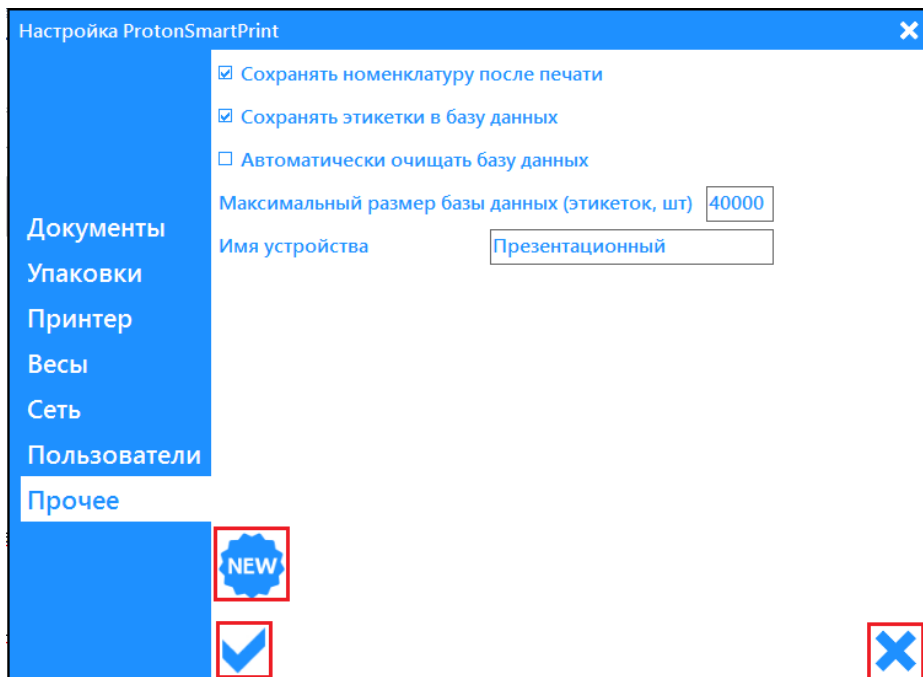 Настройка ProtonSmartPrint
Документы
Упаковки
Принтер
Весы
Сеть
Пользователи
Прочее
Сохранять номенклатуру после печати
Сохранять этикетки в базу данных
Автоматически очищать базу данных
Максимальный размер базы данных (этикеток, шт) 40000
Имя устройства Презентационный
NEW